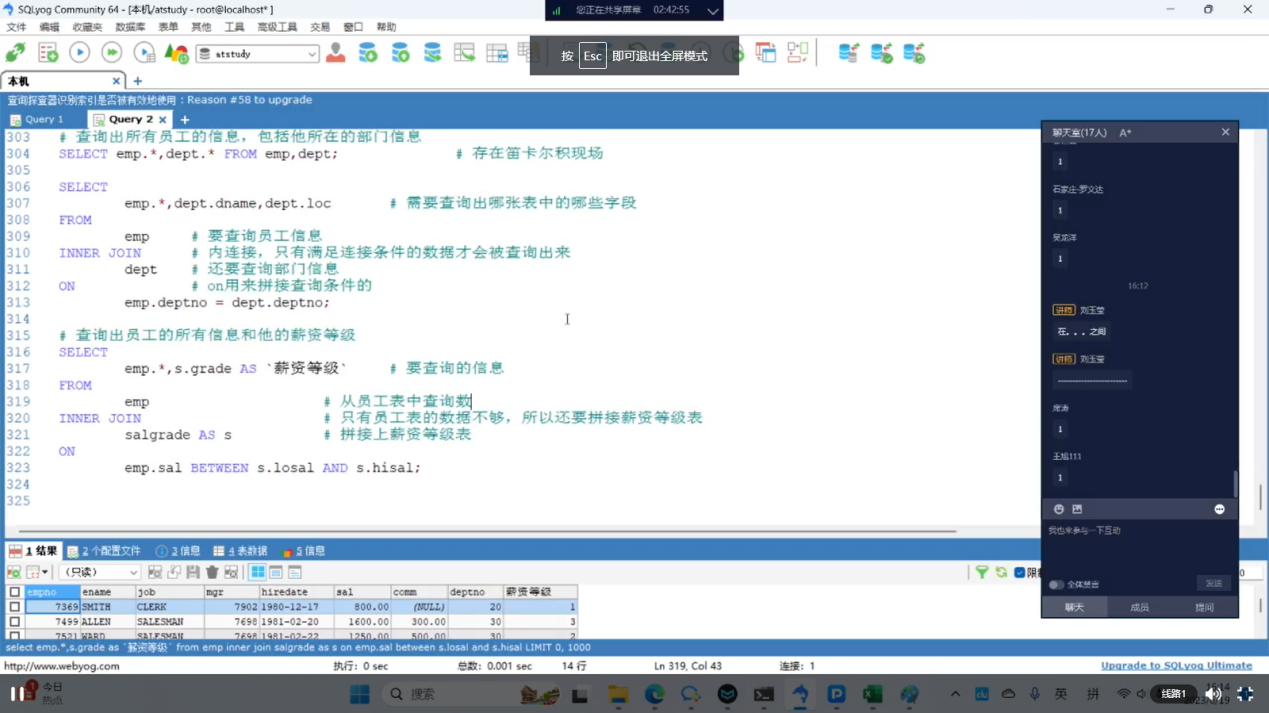 SQLyog Community 64 - [本机/atstudy - root@localhost* ]
您正在共享屏幕 02:42:55
文件 编辑 收藏夹 数据库 表单 其他 工具 高级工具 交易 窗口 帮助
atstudy
按 Esc 即可退出全屏模式
本机
查询探查器识别索引是否被有效地使用：Reason #58 to upgrade
Query 1 Query 2
303 # 查询出所有员工的信息，包括他所在的部门信息
304 SELECT emp.*,dept.* FROM emp,dept; # 存在笛卡尔积现场
305
306 SELECT
307 emp.*,dept.dname,dept.loc # 需要查询出哪张表中的哪些字段
308 FROM
309 emp # 要查询员工信息
310 INNER JOIN # 内连接，只有满足连接条件的数据才会被查询出来
311 dept # 还要查询部门信息
312 ON # on用来拼接查询条件的
313 emp.deptno = dept.deptno;
314
315 # 查询出员工的所有信息和他的薪资等级
316 SELECT
317 emp.*,s.grade AS `薪资等级` # 要查询的信息
318 FROM
319 emp # 从员工表中查询数
320 INNER JOIN # 只有员工表的数据不够，所以还要拼接薪资等级表
321 salgrade AS s # 拼接上薪资等级表
322 ON
323 emp.sal BETWEEN s.losal AND s.hisal;
324
325
聊天室(17人) A+
1
石家庄-罗文达
1
吴龙洋
1
16:12
讲师 刘玉莹
在...之间
讲师 刘玉莹
------------------------
席涛
1
王旭111
1
我也来参与一下互动
全体禁言 发送
聊天 成员 提问
1 结果 2 个配置文件 3 信息 4 表数据 5 信息
(只读)
empno ename job mgr hiredate sal comm deptno 薪资等级
7369 SMITH CLERK 7902 1980-12-17 800.00 (NULL) 20 1
7499 ALLEN SALESMAN 7698 1981-02-20 1600.00 300.00 30 3
7521 WARD SALESMAN 7698 1981-02-22 1250.00 500.00 30 2
select emp.*,s.grade as `薪资等级` from emp inner join salgrade as s on emp.sal between s.losal and s.hisal LIMIT 0, 1000
http://www.webyog.com 执行：0 sec 总数：0.001 sec 14 行 Ln 319, Col 43 连接：1 Upgrade to SQLyog Ultimate
1 今日
热点
搜索
英 拼 线路1 16:14